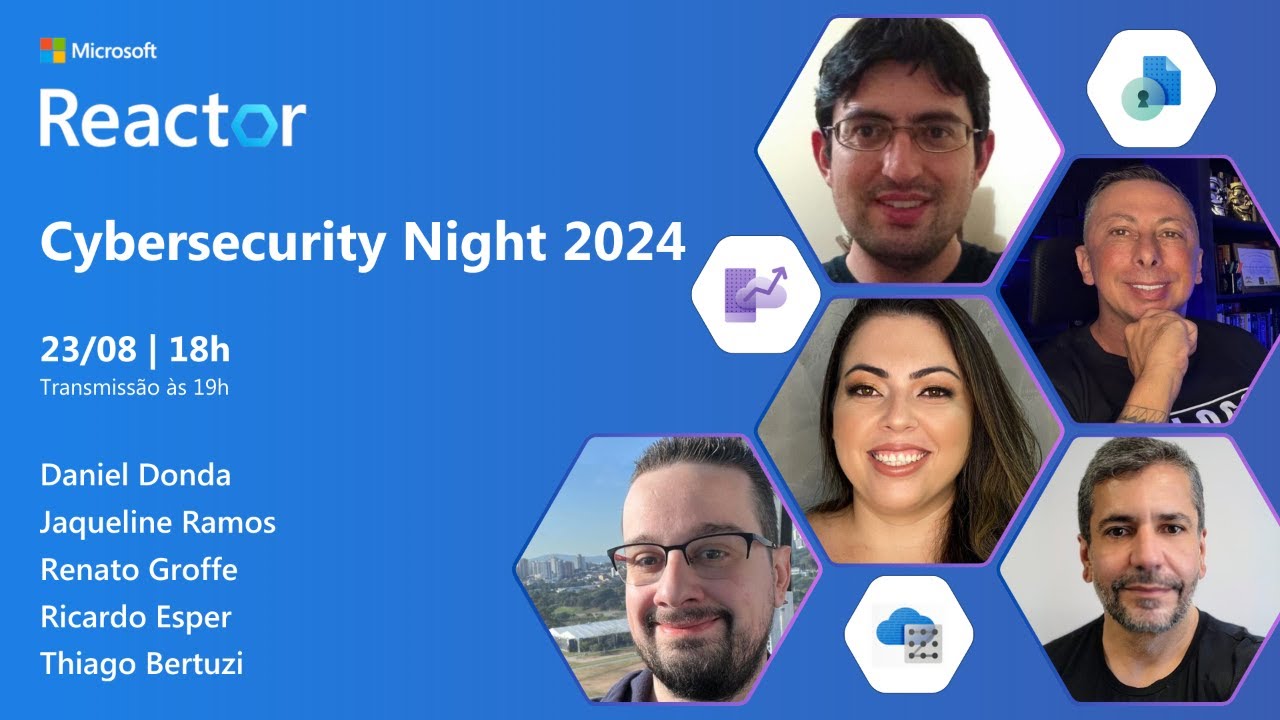 Microsoft
Reactor
Cybersecurity Night 2024
23/08 | 18h
Transmissão às 19h
Daniel Donda
Jaqueline Ramos
Renato Groffe
Ricardo Esper
Thiago Bertuzi